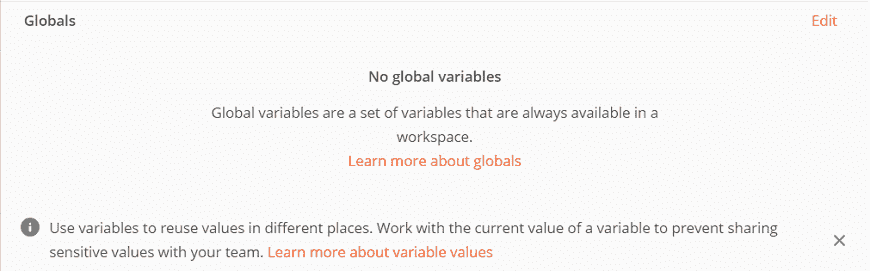 Globals
Edit
No global variables
Global variables are a set of variables that are always available in a
workspace.
Learn more about globals
Use variables to reuse values in different places. Work with the current value of a variable to prevent sharing
sensitive values with your team. Learn more about variable values